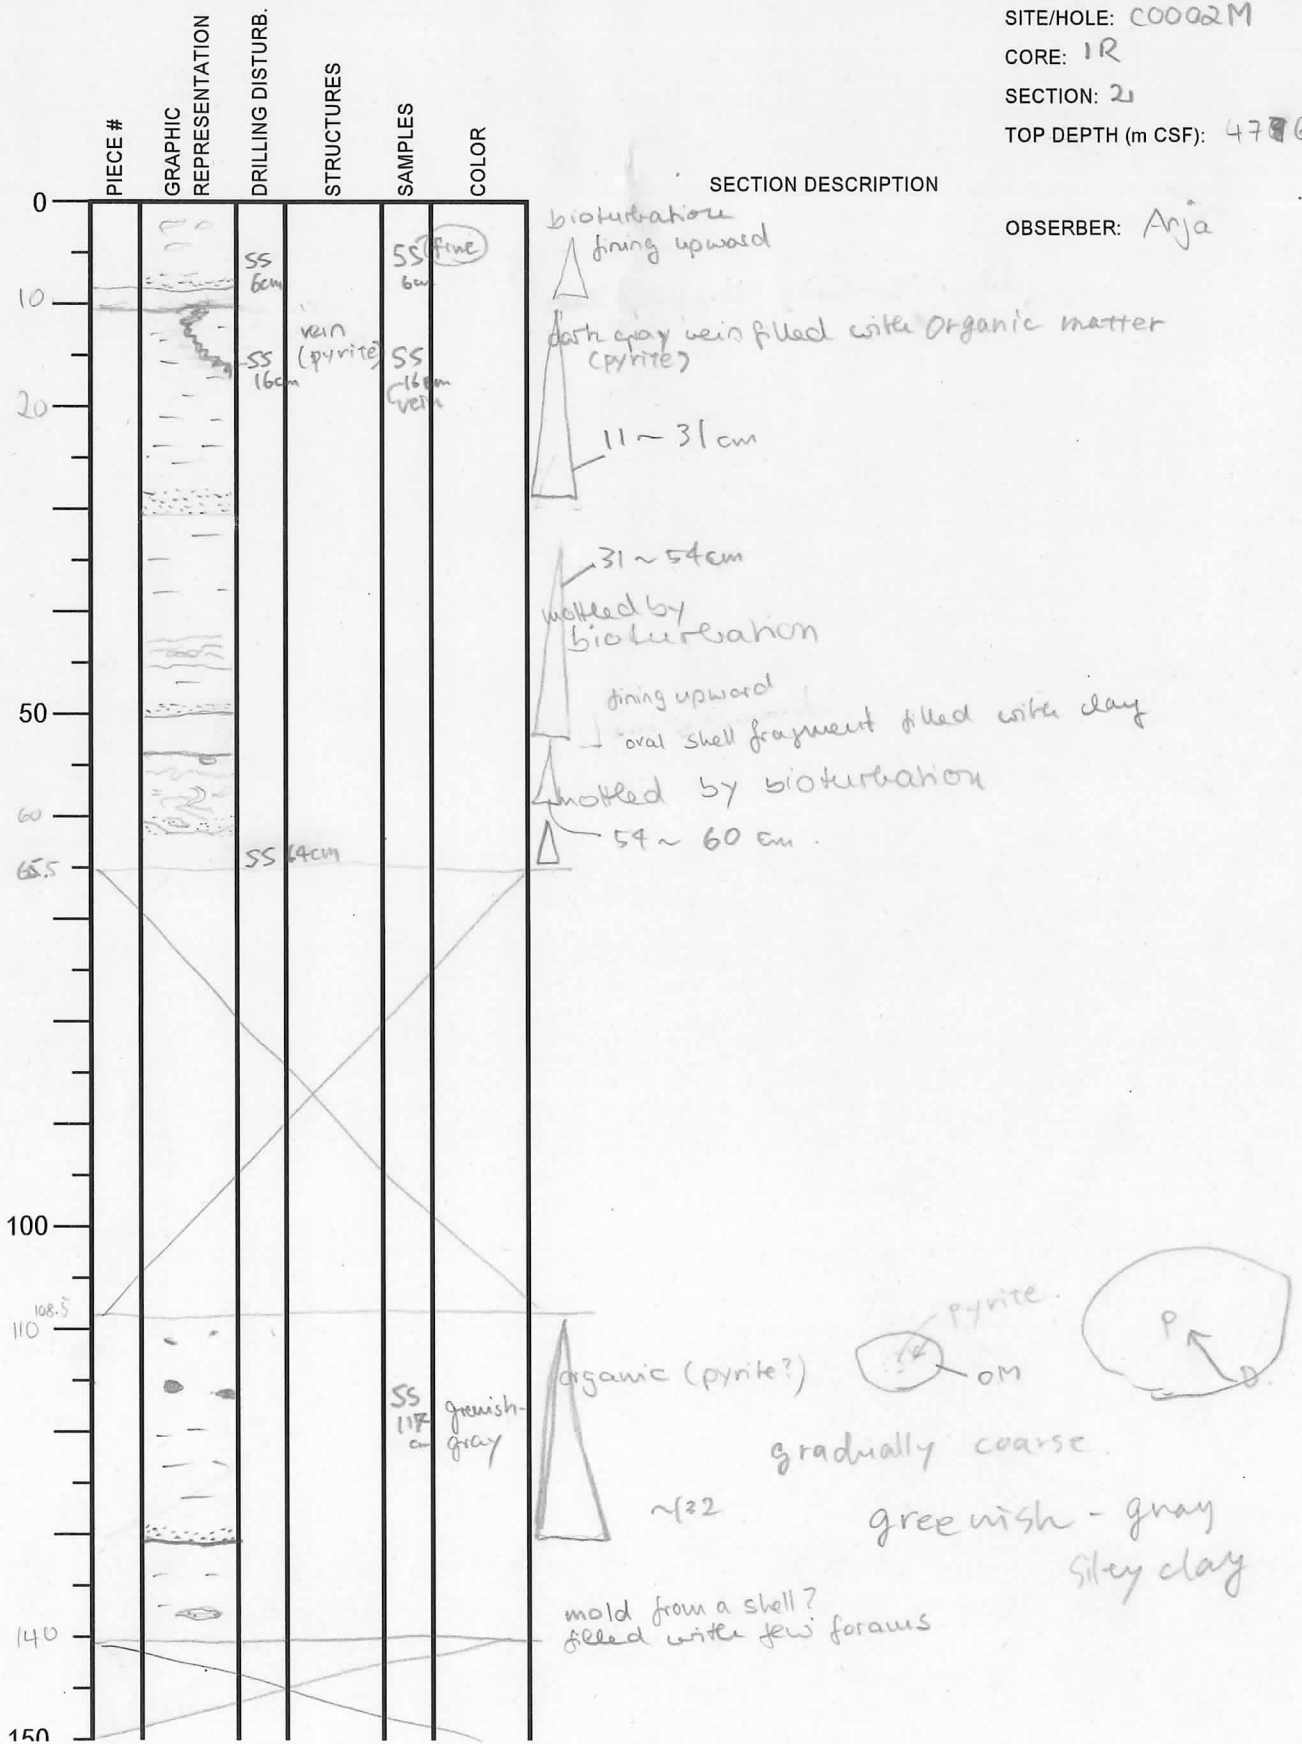 SITE/HOLE: C0002M
CORE: 1R
SECTION: 2
TOP DEPTH (m CSF):
OBSERBER: Anja
PIECE #
GRAPHIC REPRESENTATION
DRILLING DISTURB.
STRUCTURES
SAMPLES
COLOR
SECTION DESCRIPTION
0
10
20
50
60
65.5
100
108.5
110
140
150
SS
6cm
SS
16cm
SS 64cm
vein
(pyrite)
SS (fine)
6cm
SS
16cm
vein
SS
117
cm
greenish-
gray
bioturbation
fining upward
dark gray vein filled with organic matter
(pyrite)
11 ~ 31 cm
31 ~ 54cm
mottled by
bioturbation
fining upward
oval shell fragment filled with clay
mottled by bioturbation
54 ~ 60 cm.
organic (pyrite?)
pyrite.
OM
P
gradually coarse.
~132
greenish - gray
silty clay
mold from a shell?
filled with few forams